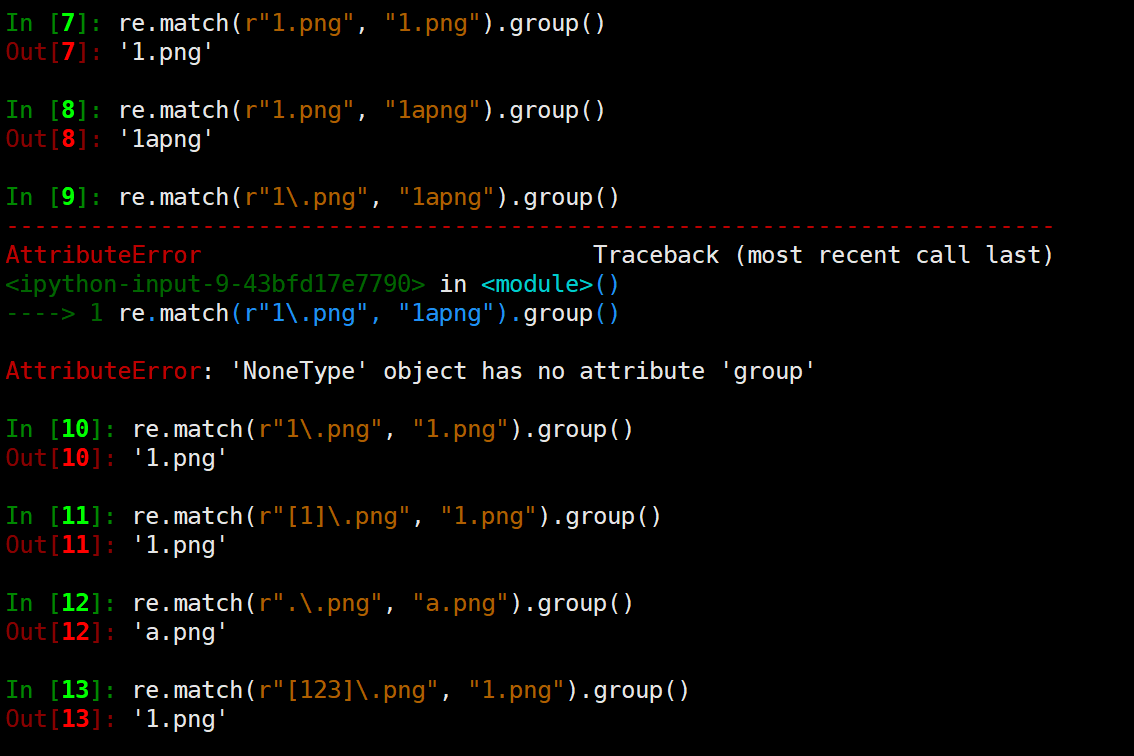 In [7]: re.match(r"1.png", "1.png").group()
Out[7]: '1.png'
In [8]: re.match(r"1.png", "1apng").group()
Out[8]: '1apng'
In [9]: re.match(r"1\.png", "1apng").group()
---------------------------------------------------------------------------
AttributeError                            Traceback (most recent call last)
<ipython-input-9-43bfd17e7790> in <module>()
----> 1 re.match(r"1\.png", "1apng").group()
AttributeError: 'NoneType' object has no attribute 'group'
In [10]: re.match(r"1\.png", "1.png").group()
Out[10]: '1.png'
In [11]: re.match(r"[1]\.png", "1.png").group()
Out[11]: '1.png'
In [12]: re.match(r".\.png", "a.png").group()
Out[12]: 'a.png'
In [13]: re.match(r"[123]\.png", "1.png").group()
Out[13]: '1.png'